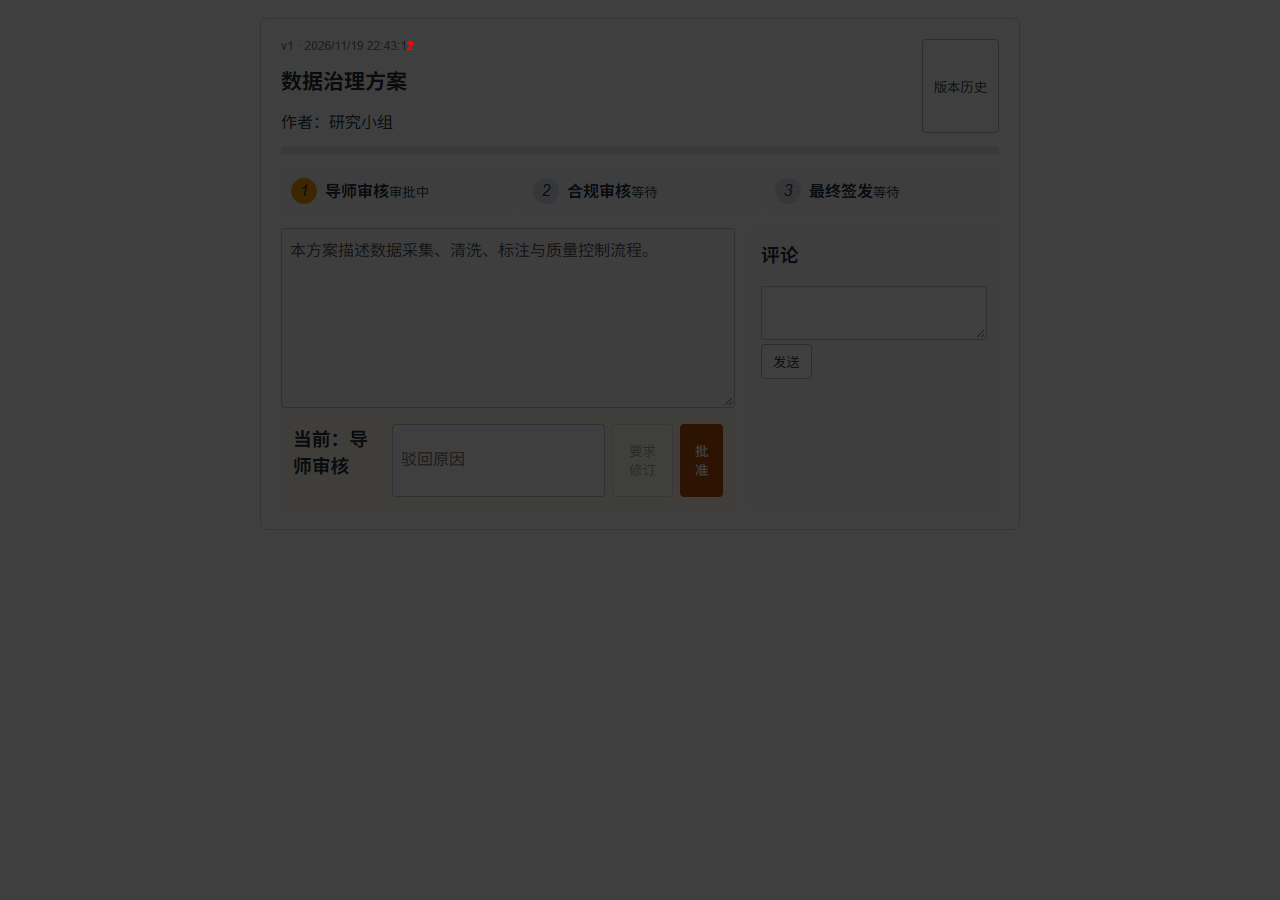 v1 · 2026/11/19 22:43:12
数据治理方案
作者：研究小组
版本历史
1 导师审核审批中
2 合规审核等待
3 最终签发等待
本方案描述数据采集、清洗、标注与质量控制流程。
评论
发送
当前：导
师审核
驳回原因
要求
修订
批
准